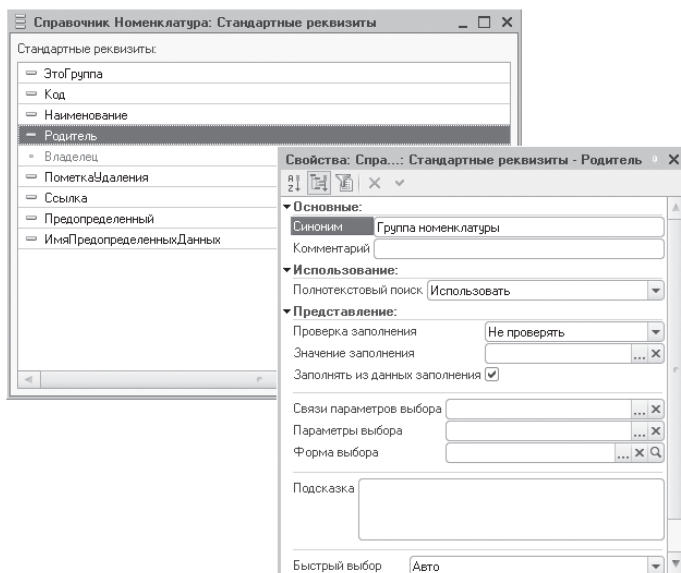 Справочник Номенклатура: Стандартные реквизиты
Стандартные реквизиты:
ЭтоГруппа
Код
Наименование
Родитель
Владелец
ПометкаУдаления
Ссылка
Предопределенный
ИмяПредопределенныхДанных
Свойства: Спра...: Стандартные реквизиты - Родитель
Основные:
Синоним Группа номенклатуры
Комментарий
Использование:
Полнотекстовый поиск Использовать
Представление:
Проверка заполнения Не проверять
Значение заполнения
Заполнять из данных заполнения
Связи параметров выбора
Параметры выбора
Форма выбора
Подсказка
Быстрый выбор Авто